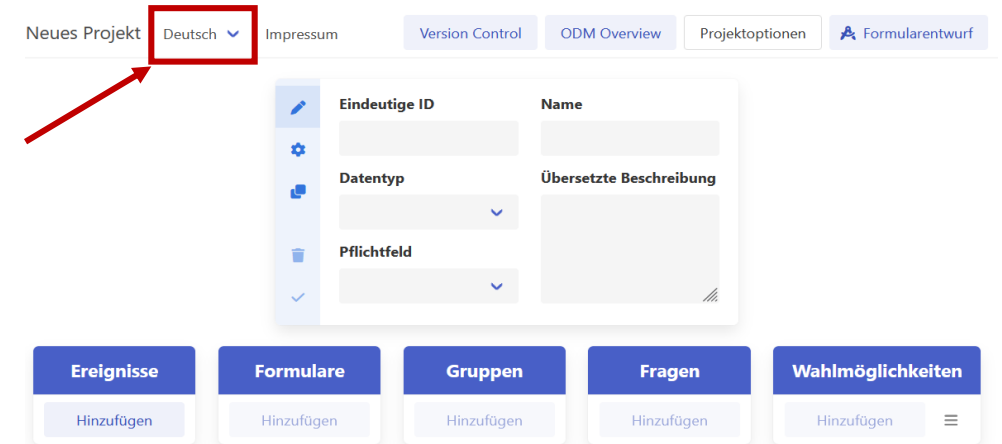 Neues Projekt Deutsch Impressum Version Control ODM Overview Projektoptionen Formularentwurf
Eindeutige ID Name
Datentyp Übersetzte Beschreibung
Pflichtfeld
Ereignisse Formulare Gruppen Fragen Wahlmöglichkeiten
Hinzufügen Hinzufügen Hinzufügen Hinzufügen Hinzufügen